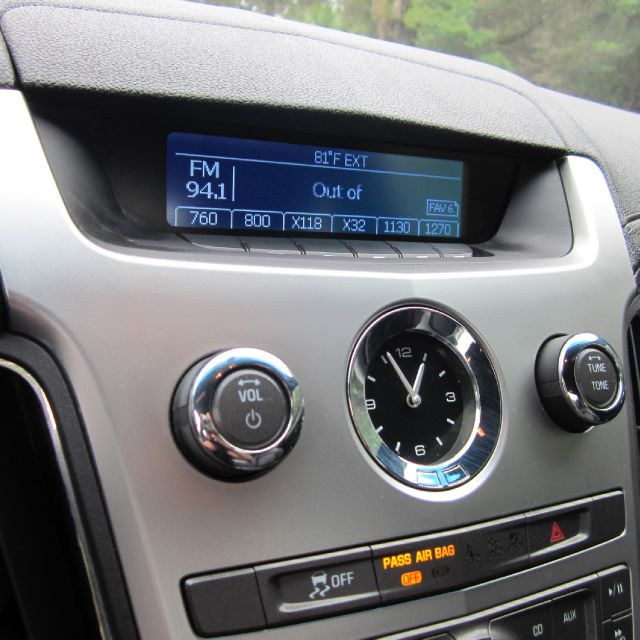 81°F EXT
FM
94.1
Out of
FAV 6
760 800 X118 X32 1130 1270
VOL
12
3
6
9
TUNE
TONE
OFF
PASS AIR BAG
OFF
CD
AUX